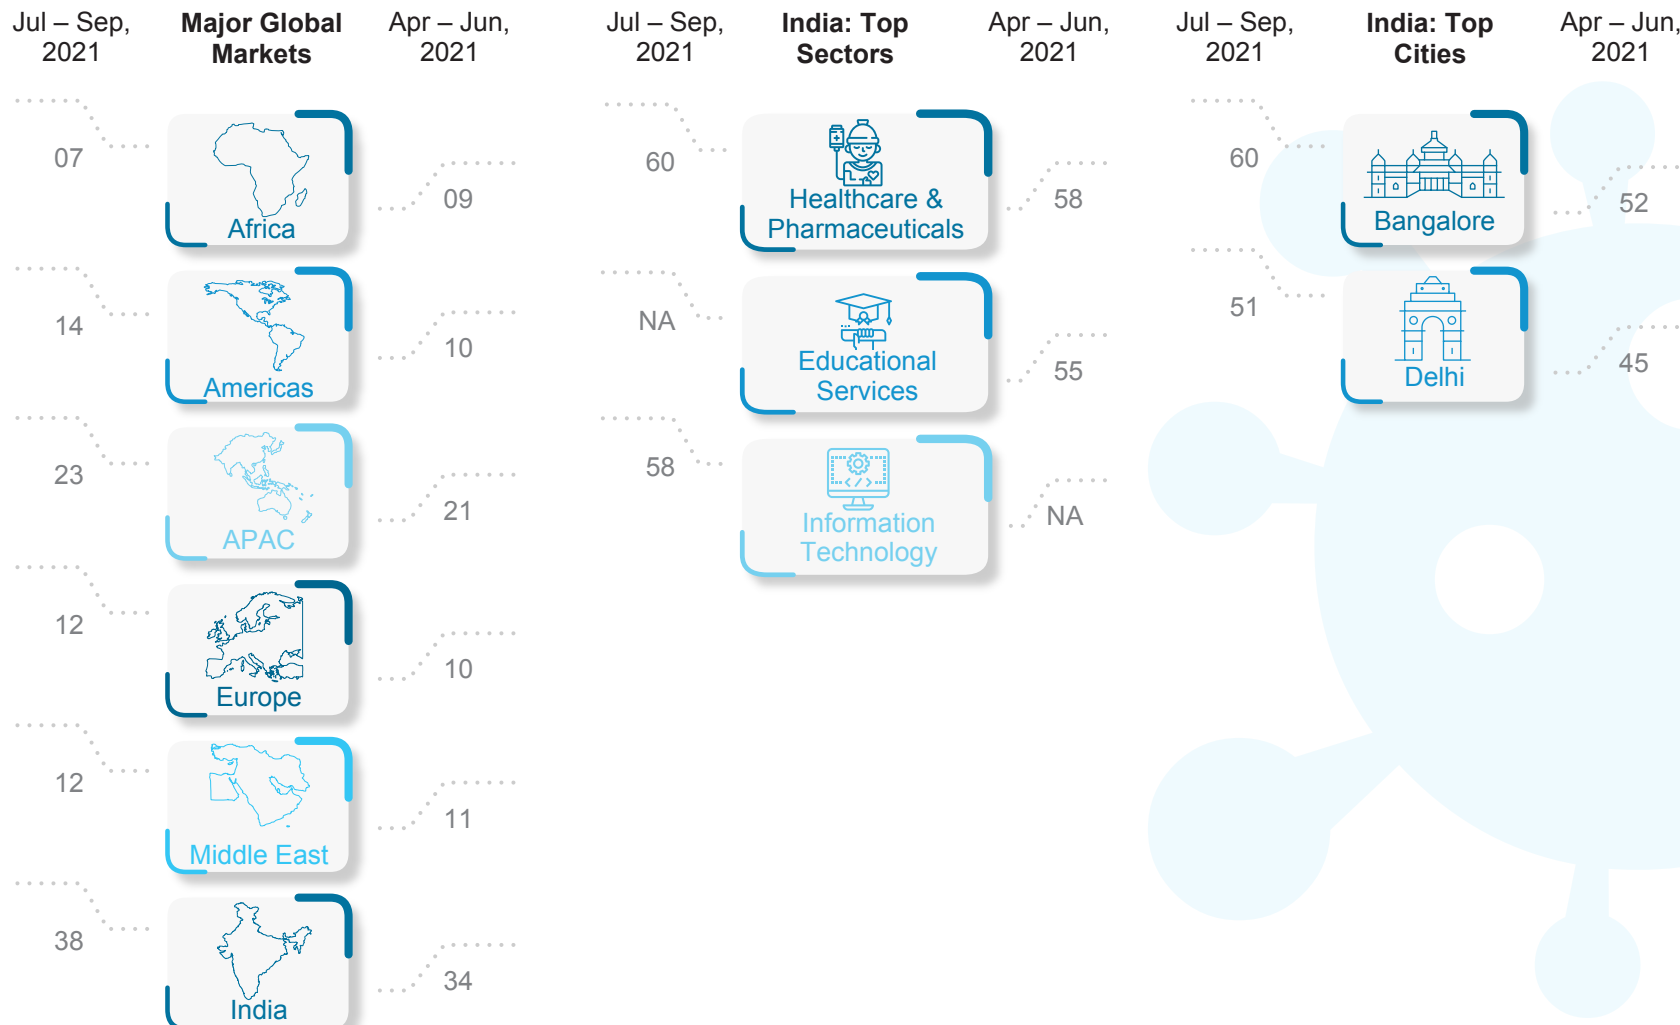 Jul – Sep,
2021
Major Global
Markets
Apr – Jun,
2021
07
Africa
09
14
Americas
10
23
APAC
21
12
Europe
10
12
Middle East
11
38
India
34
Jul – Sep,
2021
India: Top
Sectors
Apr – Jun,
2021
60
Healthcare &
Pharmaceuticals
58
NA
Educational
Services
55
58
Information
Technology
NA
Jul – Sep,
2021
India: Top
Cities
Apr – Jun,
2021
60
Bangalore
52
51
Delhi
45